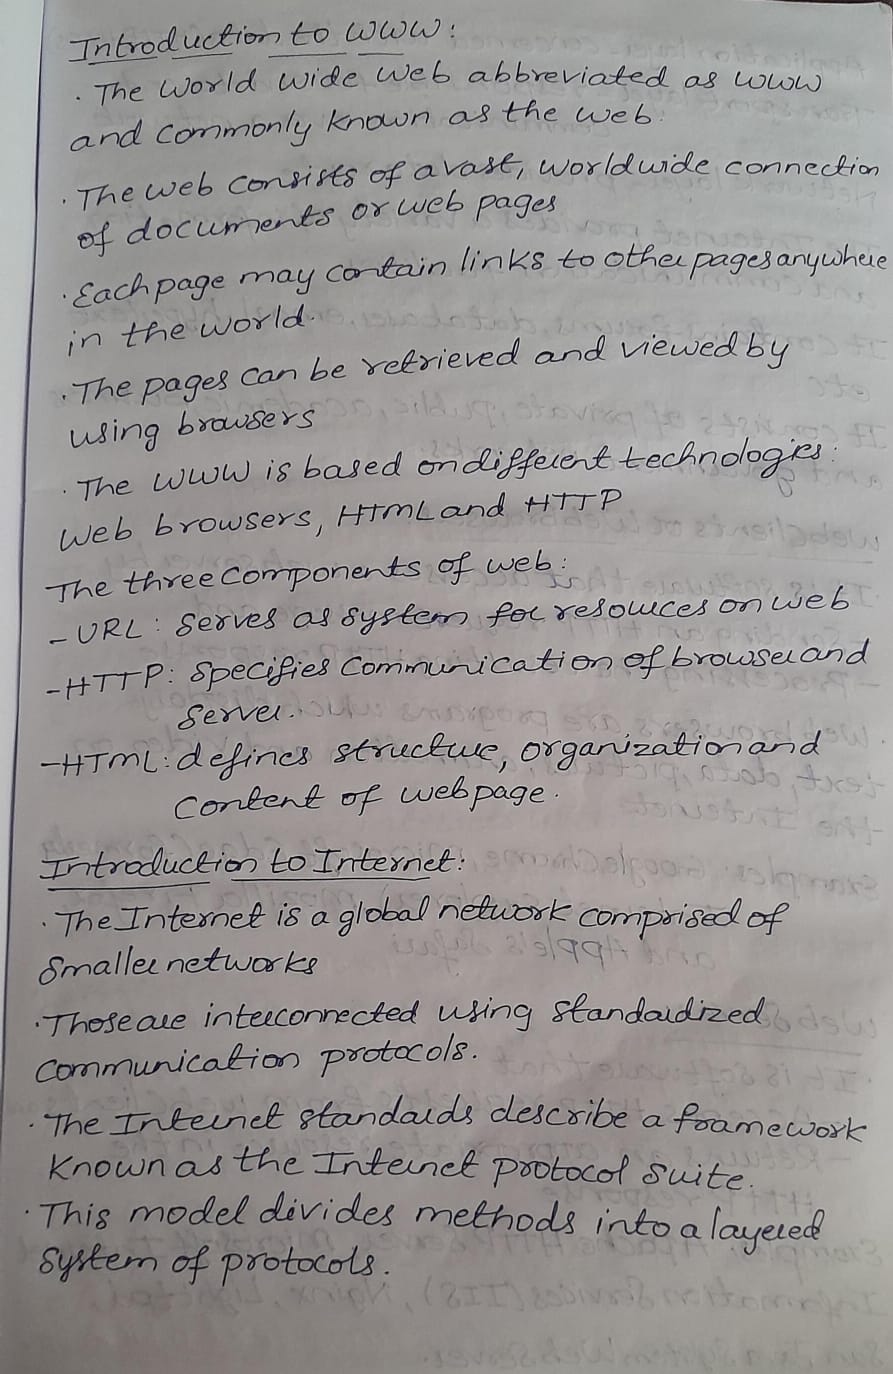 Introduction to WWW:
. The World Wide Web abbreviated as WWW
and commonly known as the web.
. The web consists of a vast, worldwide connection
of documents or web pages
. Each page may contain links to other pages anywhere
in the world.
. The pages can be retrieved and viewed by
using browsers
. The WWW is based on different technologies:
Web browsers, HTML and HTTP
The three components of web:
- URL: Serves as system for resources on web
- HTTP: Specifies communication of browser and
Server.
- HTML: defines structure, organization and
Content of webpage.
Introduction to Internet:
. The Internet is a global network comprised of
Smaller networks
. Those are interconnected using standardized
Communication protocols.
. The Internet standards describe a framework
Known as the Internet protocol suite.
. This model divides methods into a layered
System of protocols.